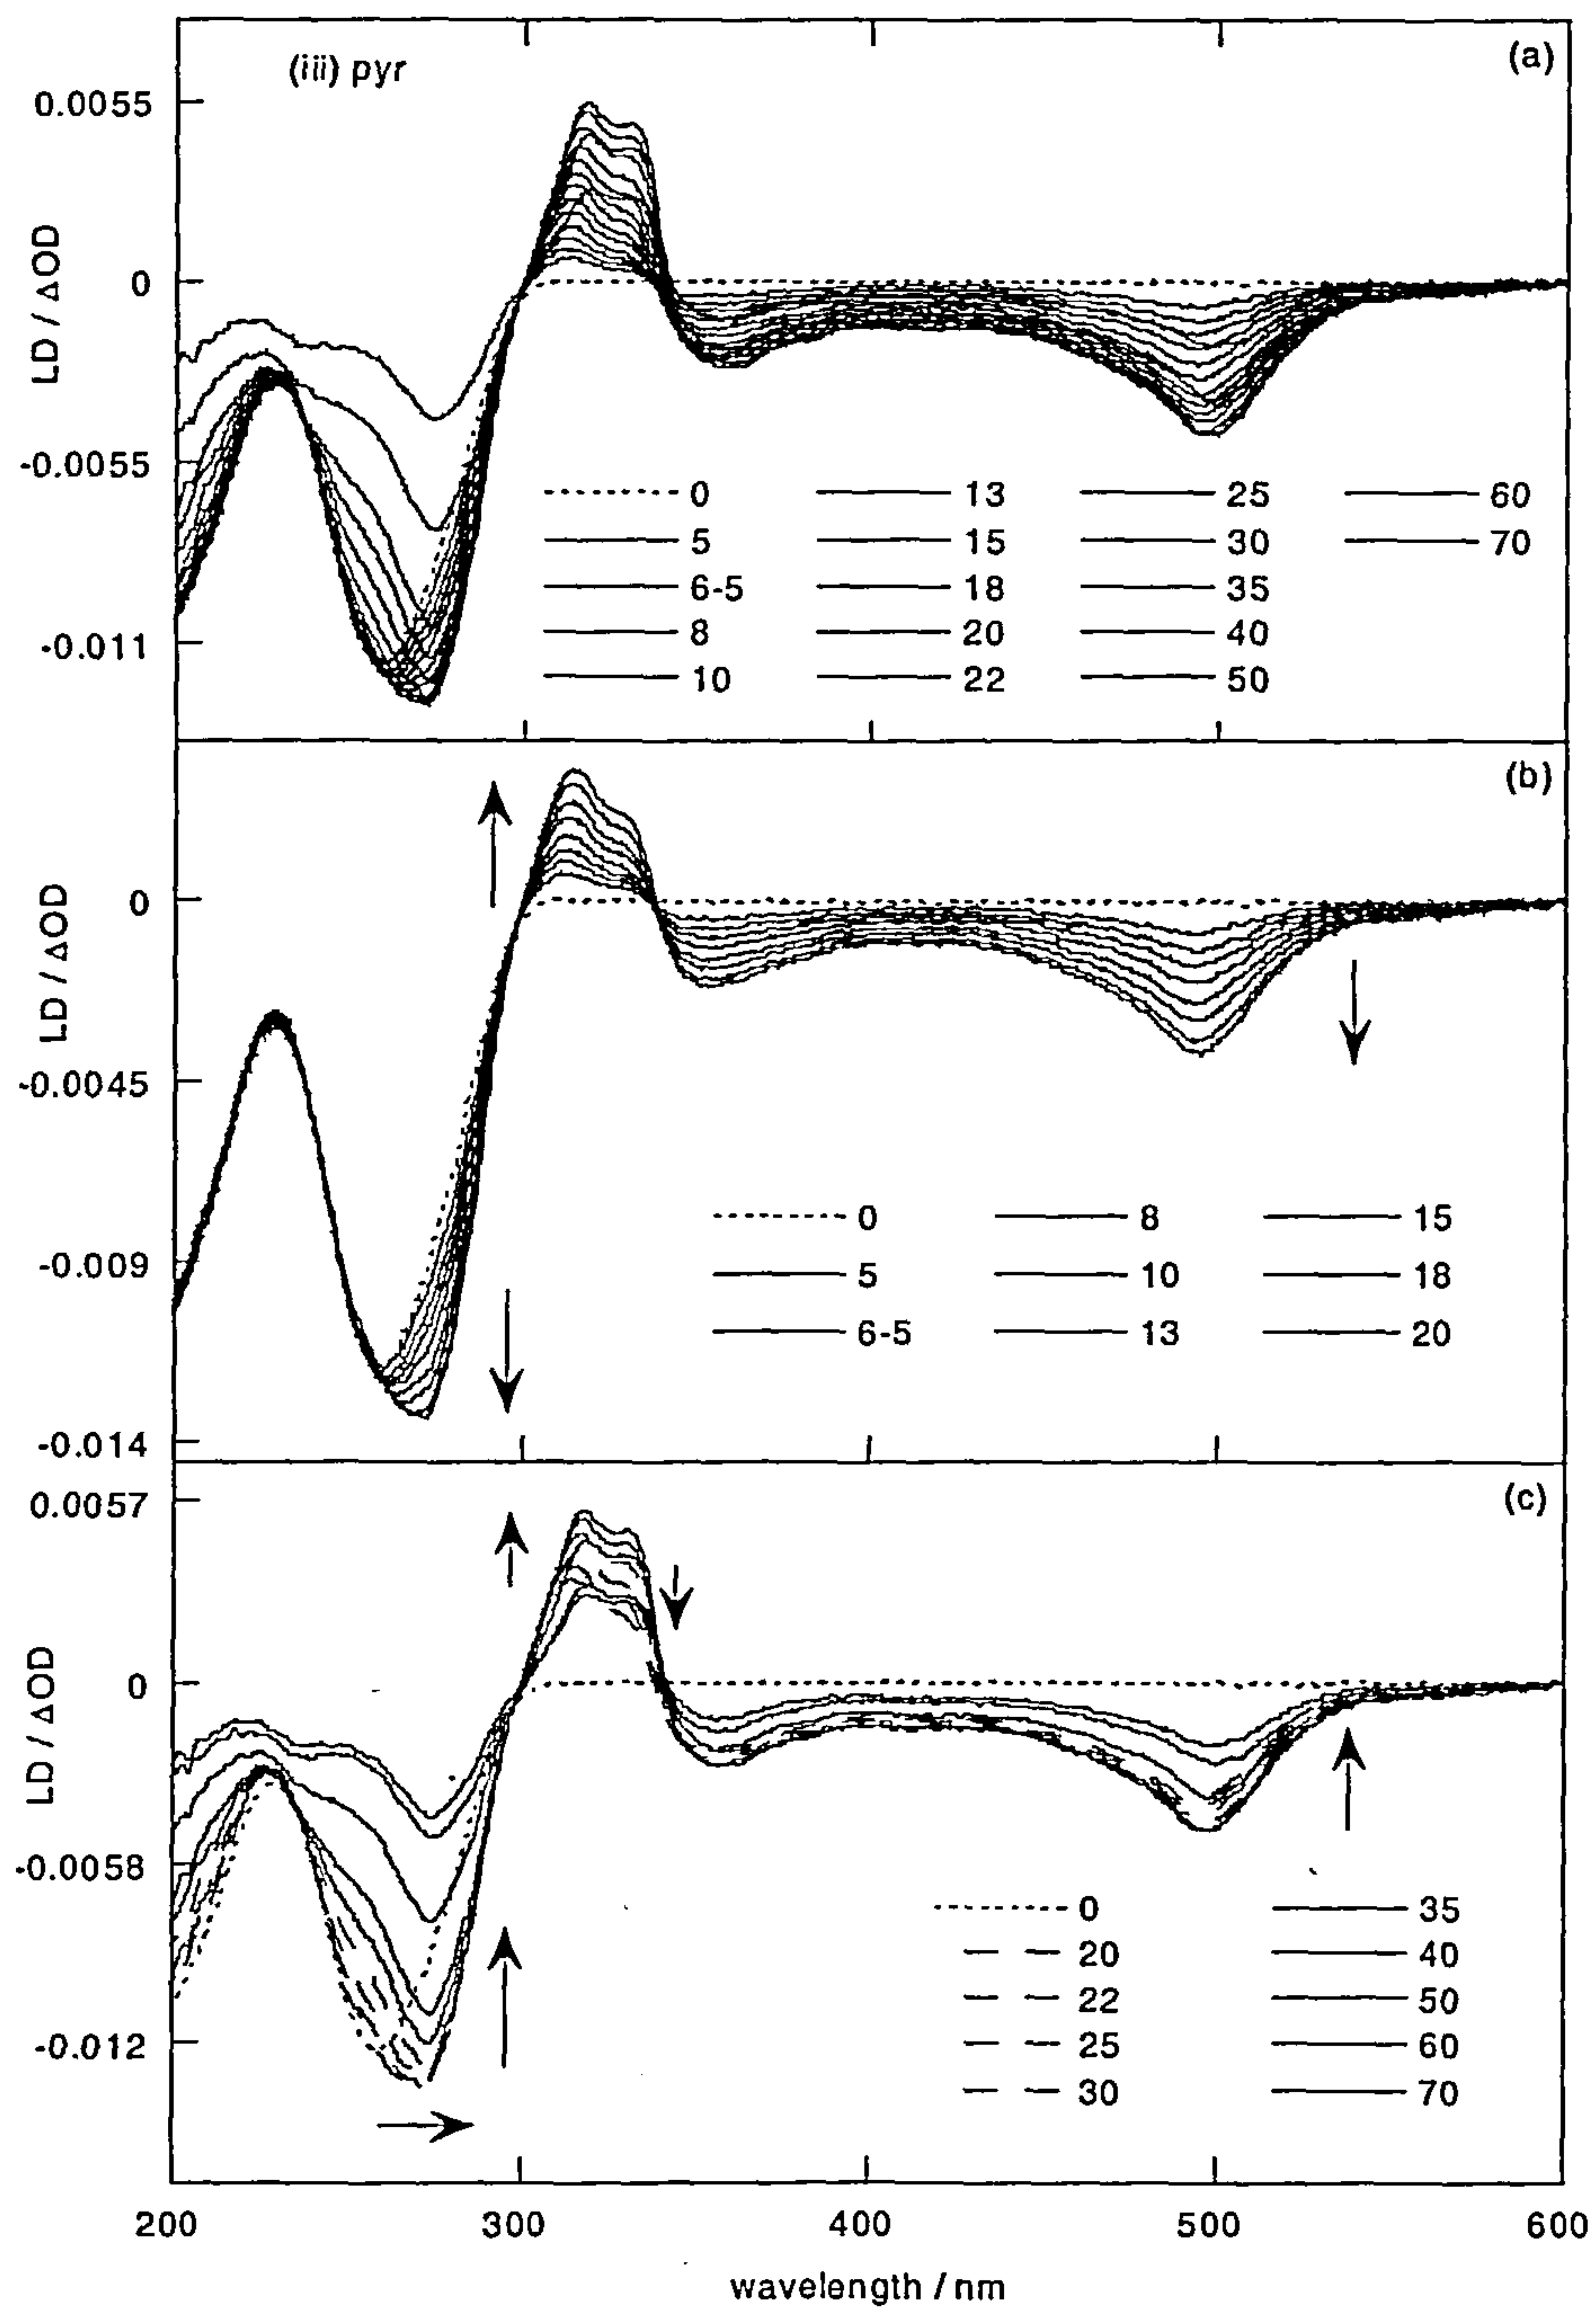 (iii) pyr (a)
0.0055
0
-0.0055
-0.011
LD / ΔOD
0 13 25 60
5 15 30 70
6-5 18 35
8 20 40
10 22 50
(b)
0
-0.0045
-0.009
-0.014
LD / ΔOD
0 8 15
5 10 18
6-5 13 20
(c)
0.0057
0
-0.0058
-0.012
LD / ΔOD
0 35
20 40
22 50
25 60
30 70
200 300 400 500 600
wavelength / nm